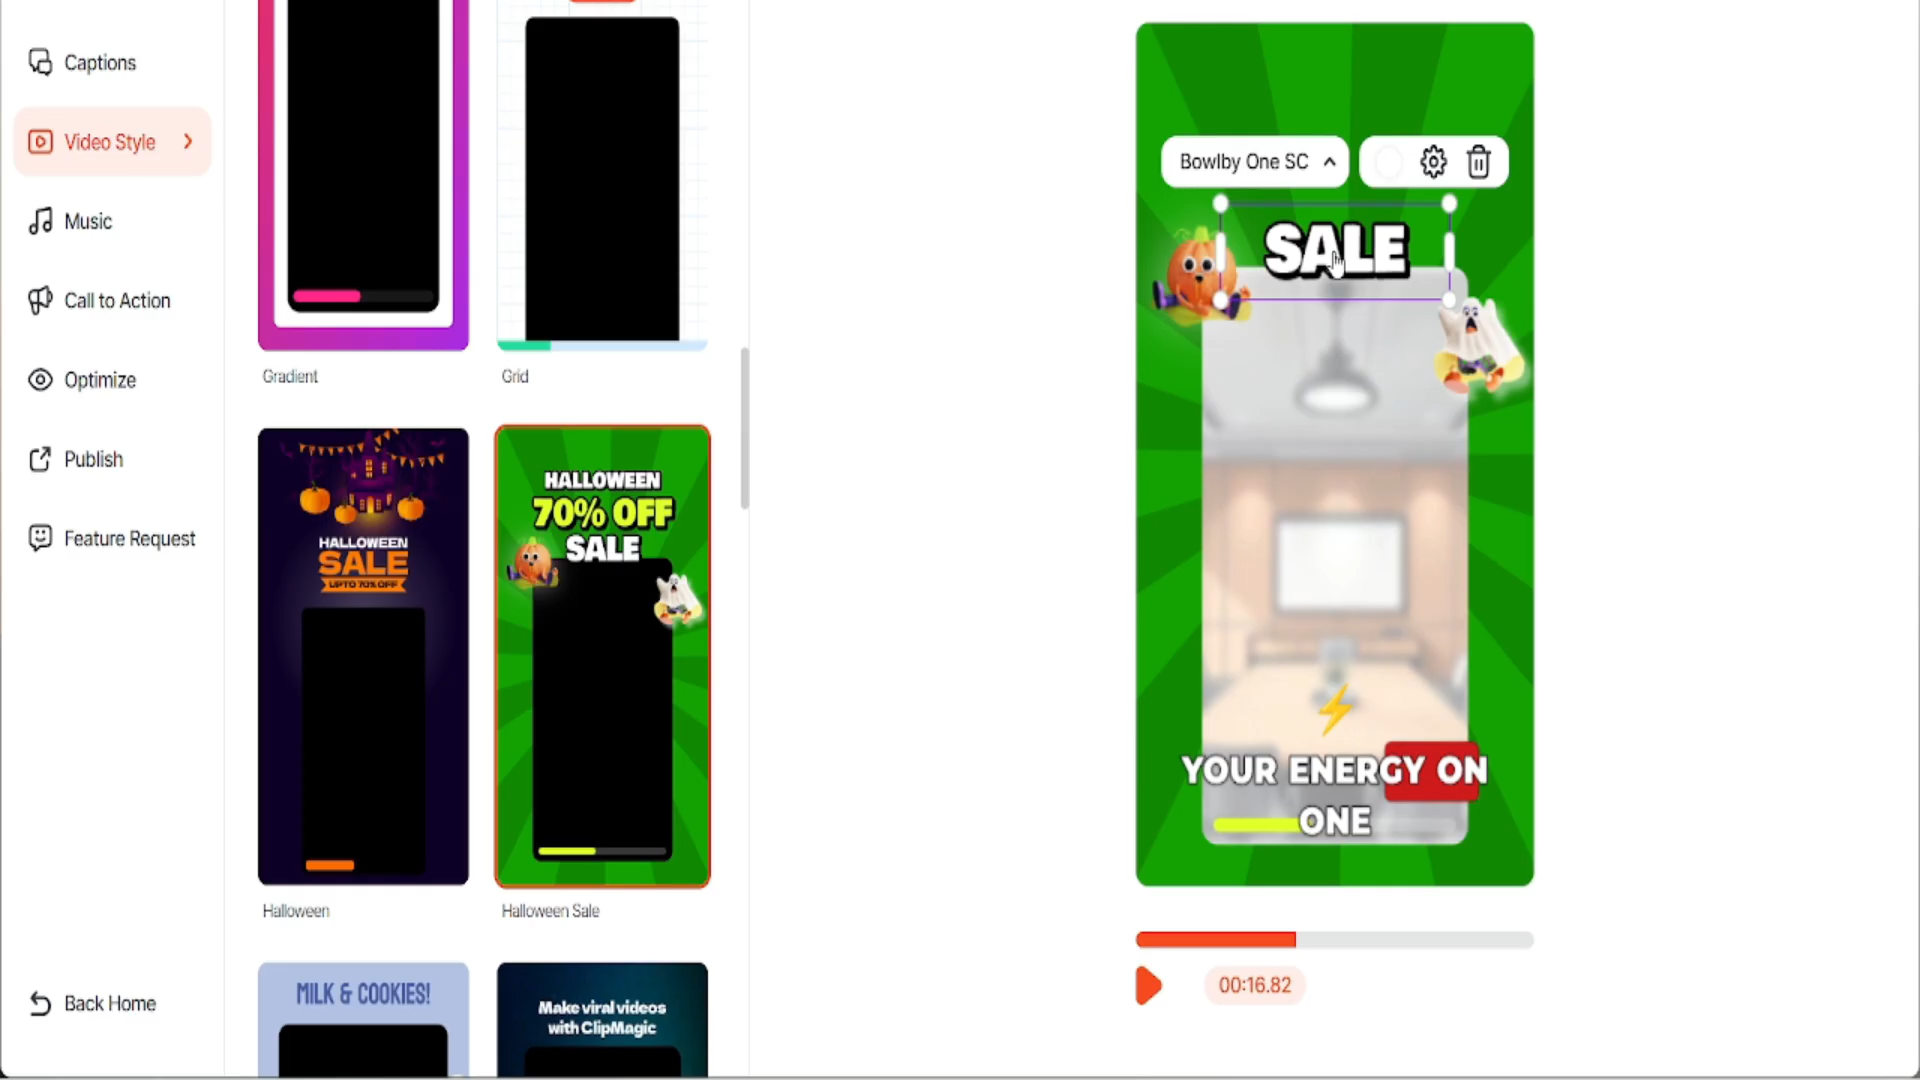 Captions
Video Style
Music
Call to Action
Optimize
Publish
Feature Request
Back Home
Gradient
Grid
HALLOWEEN
SALE
UPTO 70% OFF
Halloween
HALLOWEEN
70% OFF
SALE
Halloween Sale
MILK & COOKIES!
Make viral videos
with ClipMagic
Bowlby One SC
SALE
YOUR ENERGY ON
ONE
00:16.82